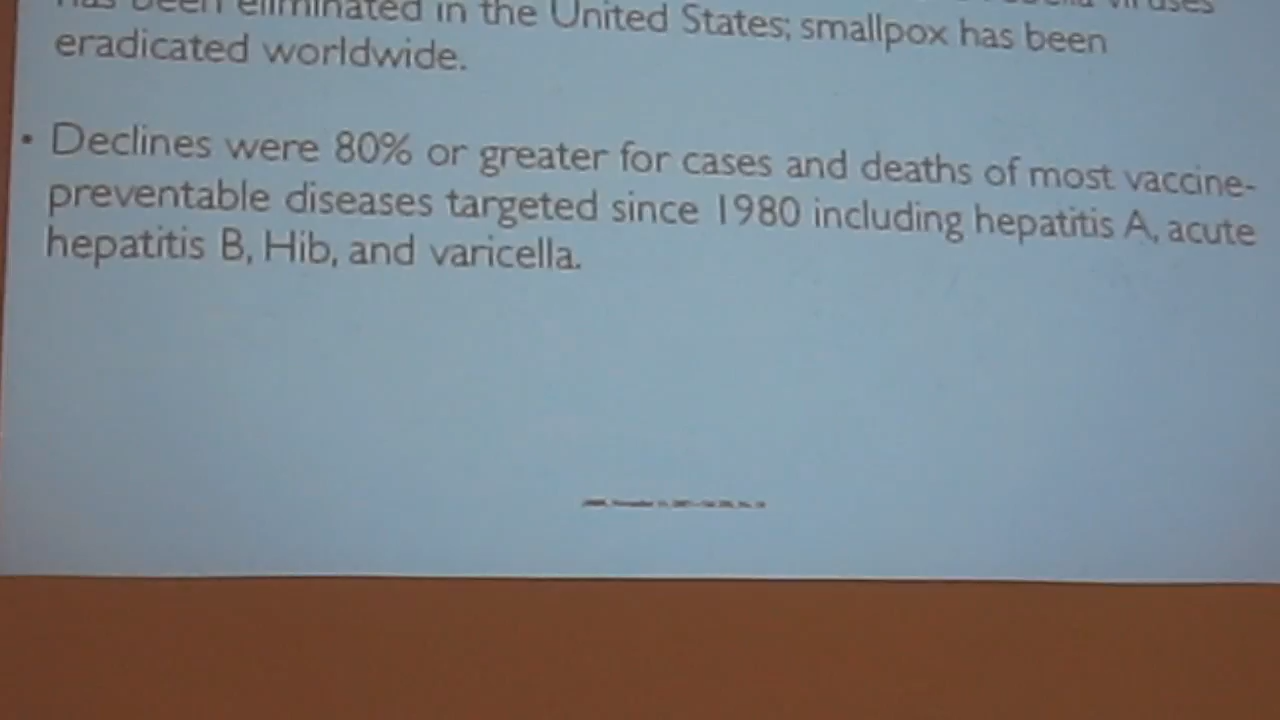 has been eliminated in the United States; smallpox has been
eradicated worldwide.
• Declines were 80% or greater for cases and deaths of most vaccine-
preventable diseases targeted since 1980 including hepatitis A, acute
hepatitis B, Hib, and varicella.